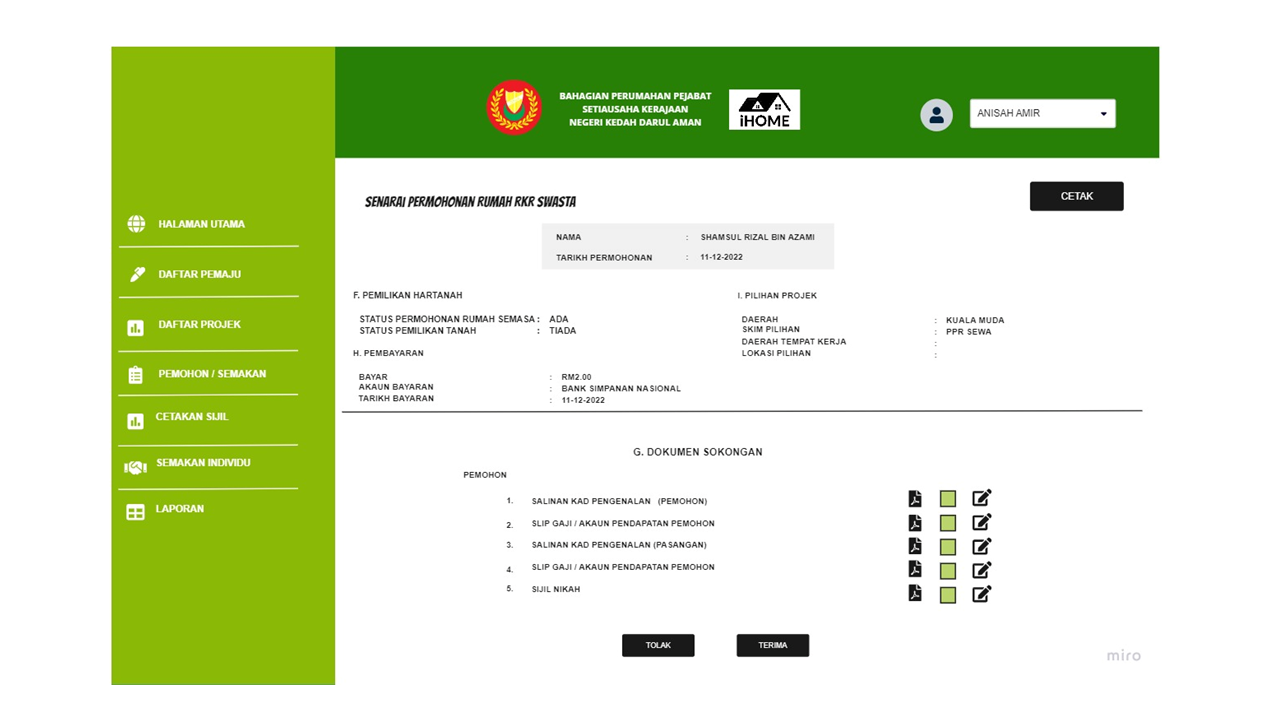 BAHAGIAN PERUMAHAN PEJABAT
SETIAUSAHA KERAJAAN
NEGERI KEDAH DARUL AMAN
iHOME
ANISAH AMIR
HALAMAN UTAMA
DAFTAR PEMAJU
DAFTAR PROJEK
PEMOHON / SEMAKAN
CETAKAN SIJIL
SEMAKAN INDIVIDU
LAPORAN
SENARAI PERMOHONAN RUMAH RKR SWASTA
CETAK
NAMA : SHAMSUL RIZAL BIN AZAMI
TARIKH PERMOHONAN : 11-12-2022
F. PEMILIKAN HARTANAH
STATUS PERMOHONAN RUMAH SEMASA : ADA
STATUS PEMILIKAN TANAH : TIADA
H. PEMBAYARAN
BAYAR : RM2.00
AKAUN BAYARAN : BANK SIMPANAN NASIONAL
TARIKH BAYARAN : 11-12-2022
I. PILIHAN PROJEK
DAERAH : KUALA MUDA
SKIM PILIHAN : PPR SEWA
DAERAH TEMPAT KERJA :
LOKASI PILIHAN :
G. DOKUMEN SOKONGAN
PEMOHON
1. SALINAN KAD PENGENALAN (PEMOHON)
2. SLIP GAJI / AKAUN PENDAPATAN PEMOHON
3. SALINAN KAD PENGENALAN (PASANGAN)
4. SLIP GAJI / AKAUN PENDAPATAN PEMOHON
5. SIJIL NIKAH
TOLAK
TERIMA
miro